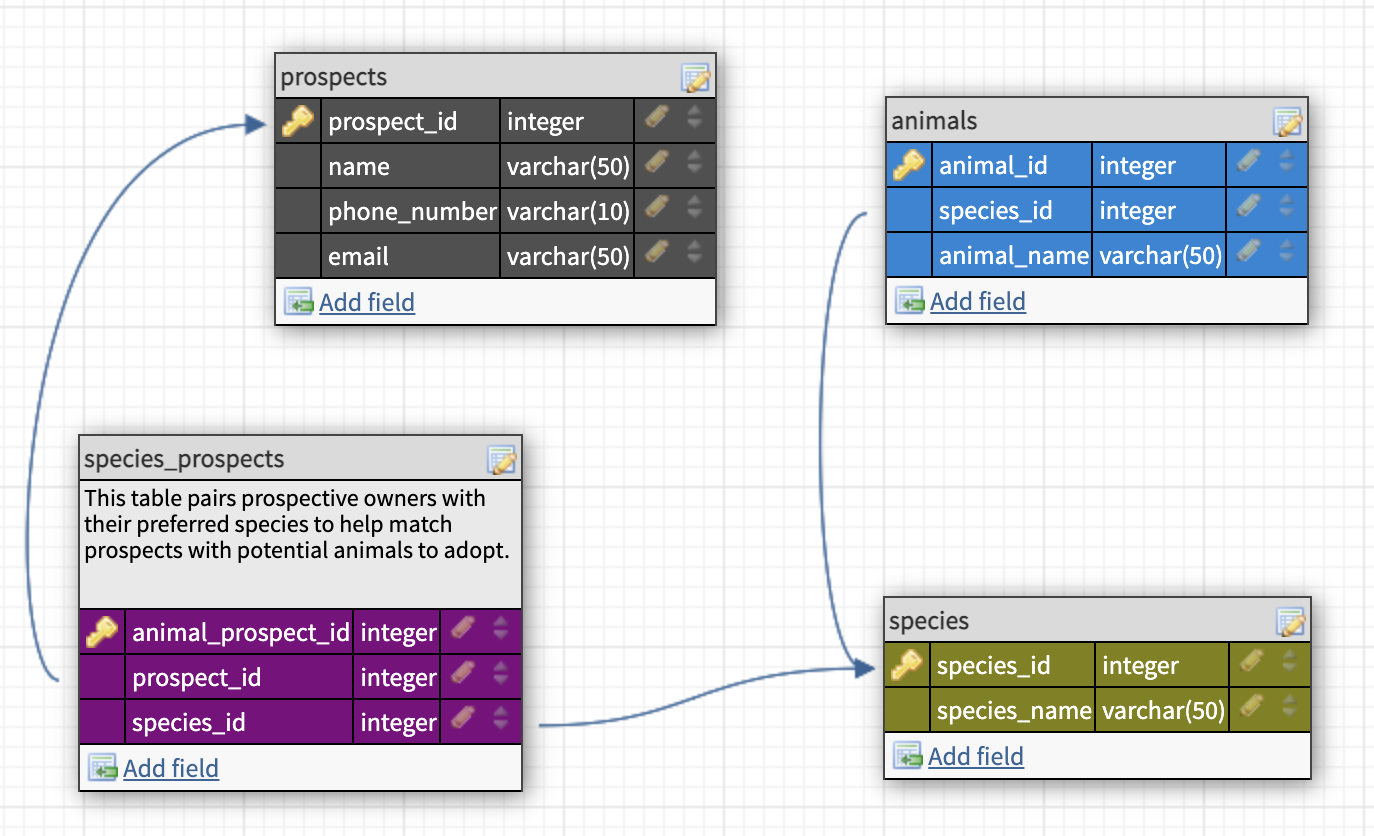 prospects
prospect_id integer
name varchar(50)
phone_number varchar(10)
email varchar(50)
Add field
animals
animal_id integer
species_id integer
animal_name varchar(50)
Add field
species_prospects
This table pairs prospective owners with
their preferred species to help match
prospects with potential animals to adopt.
animal_prospect_id integer
prospect_id integer
species_id integer
Add field
species
species_id integer
species_name varchar(50)
Add field